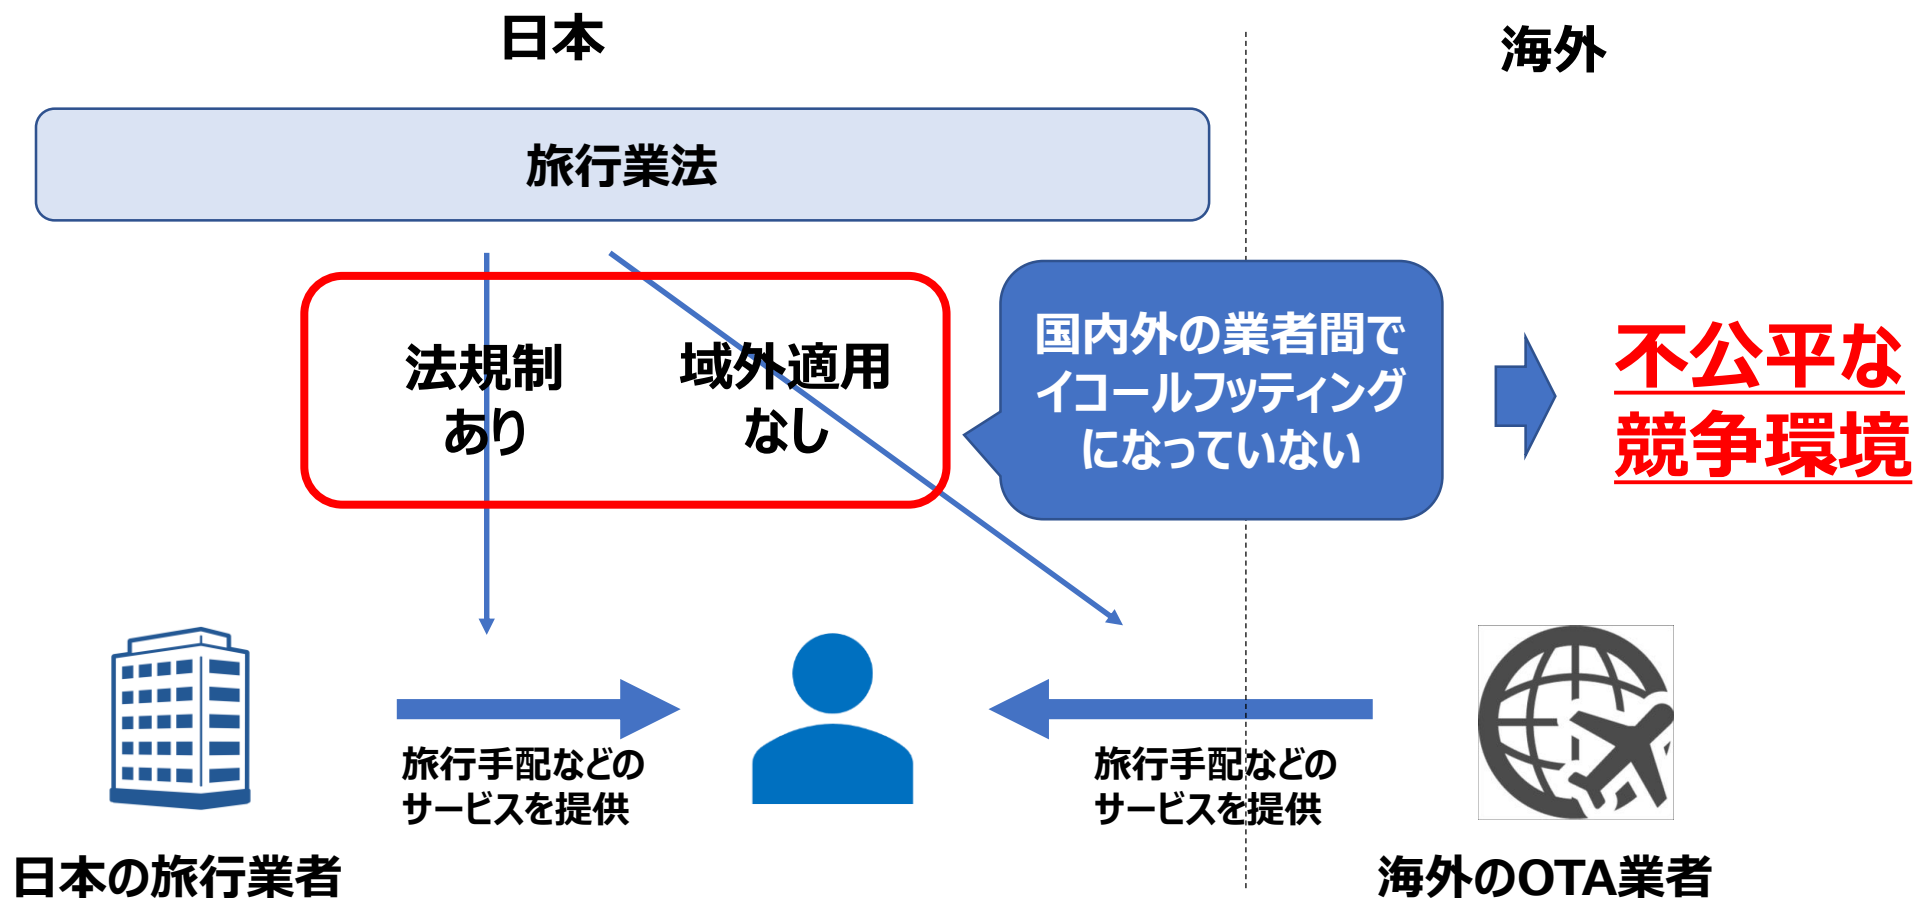 日本
海外
旅行業法
法規制
あり
域外適用
なし
国内外の業者間で
イコールフッティング
になっていない
不公平な
競争環境
旅行手配などの
サービスを提供
旅行手配などの
サービスを提供
日本の旅行業者
海外のOTA業者